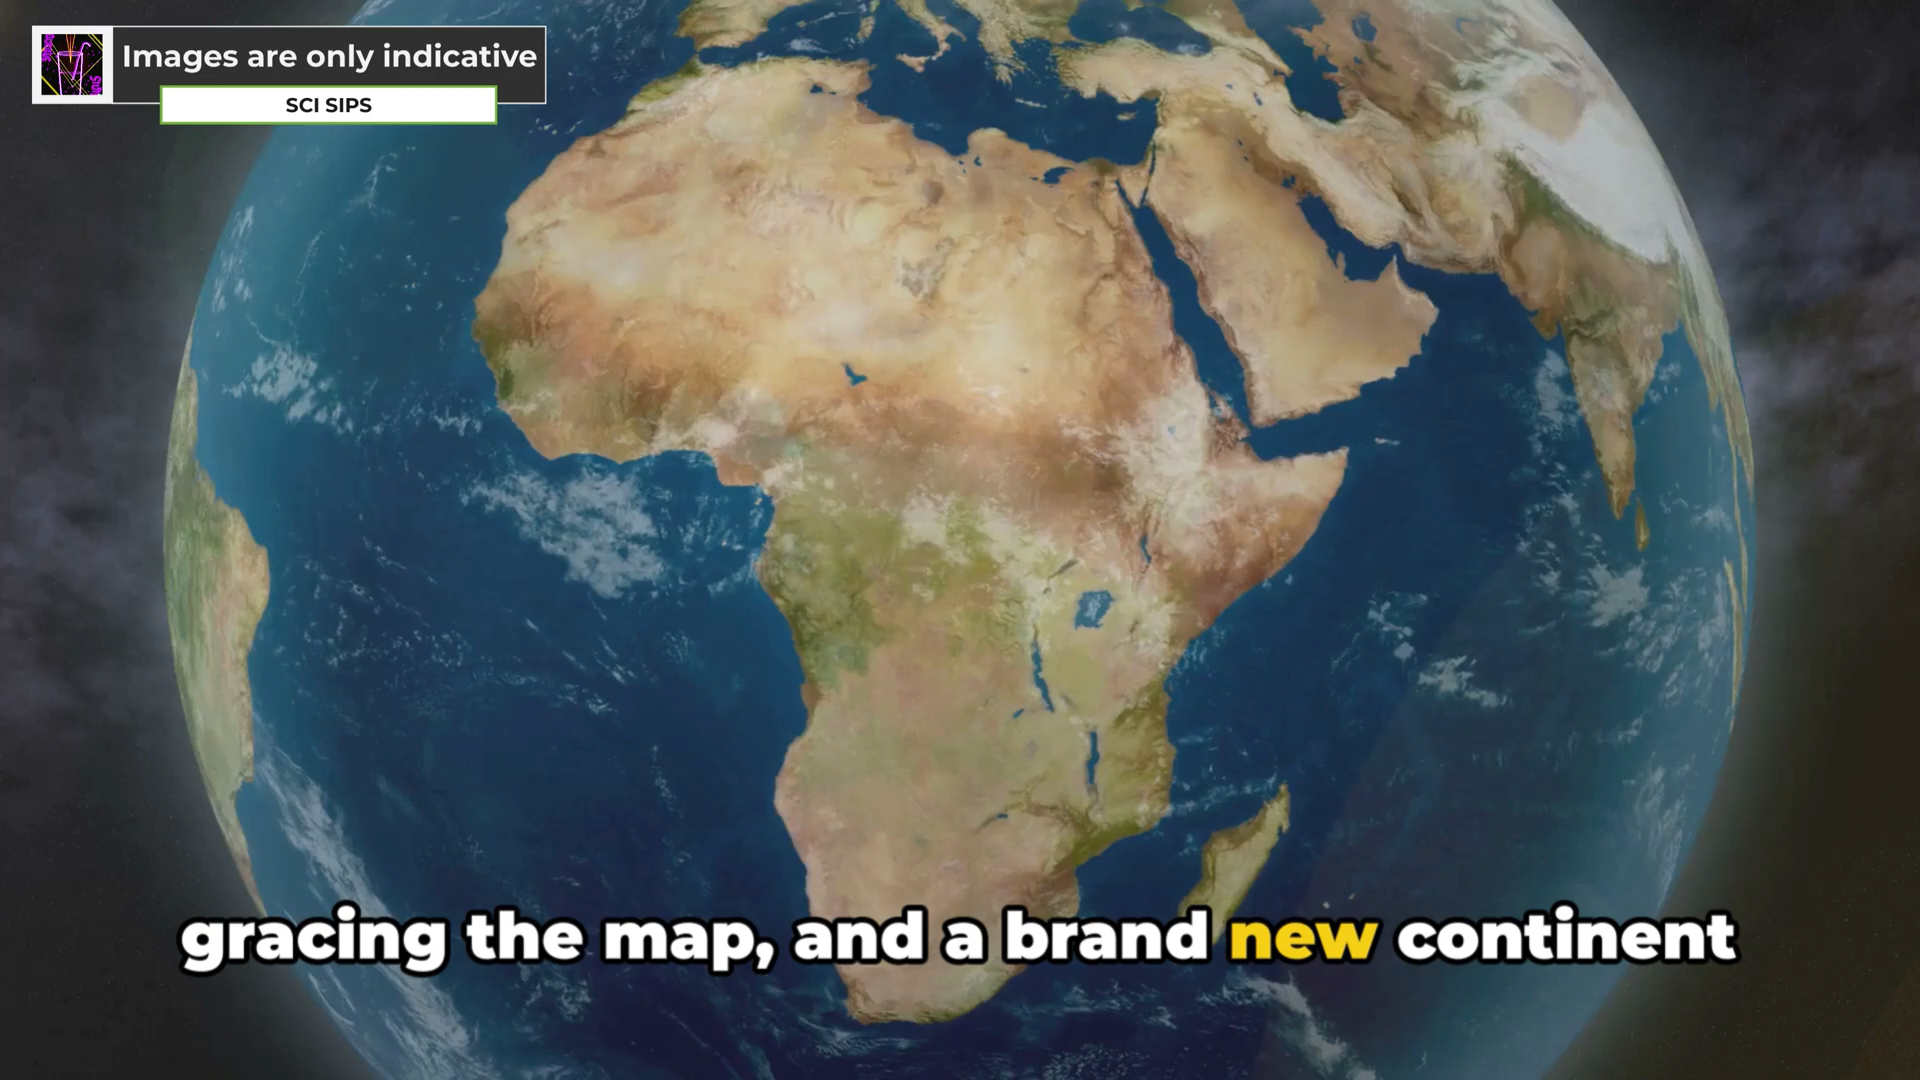 Images are only indicative
SCI SIPS
gracing the map, and a brand new continent